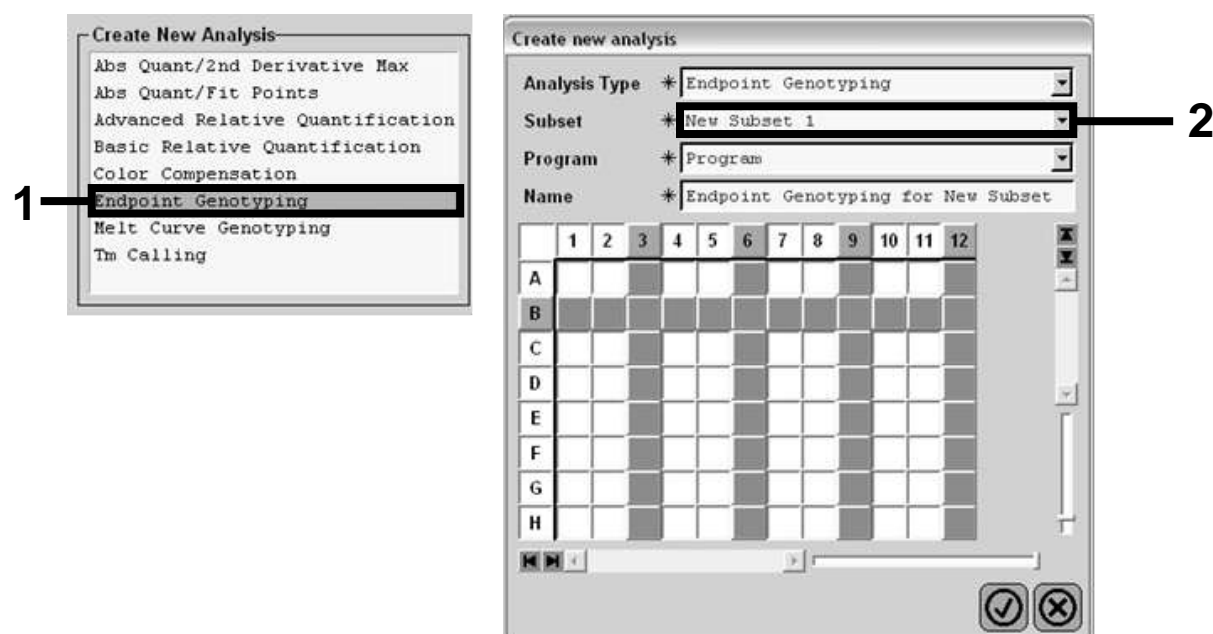 Create New Analysis
Abs Quant/2nd Derivative Max
Abs Quant/Fit Points
Advanced Relative Quantification
Basic Relative Quantification
Color Compensation
1
Endpoint Genotyping
Melt Curve Genotyping
Tm Calling
Create new analysis
Analysis Type * Endpoint Genotyping
Subset * New Subset 1
2
Program * Program
Name * Endpoint Genotyping for New Subset
1 2 3 4 5 6 7 8 9 10 11 12
A
B
C
D
E
F
G
H